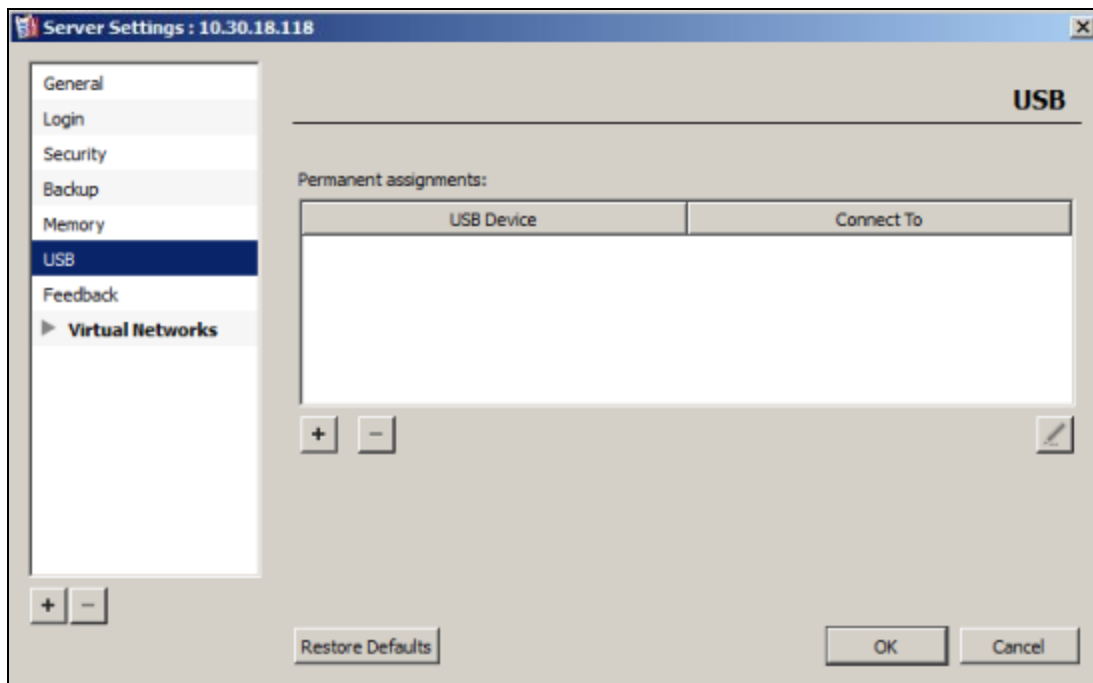 Server Settings : 10.30.18.118
General
Login
Security
Backup
Memory
USB
Feedback
Virtual Networks
USB
Permanent assignments:
USB Device
Connect To
Restore Defaults
OK
Cancel